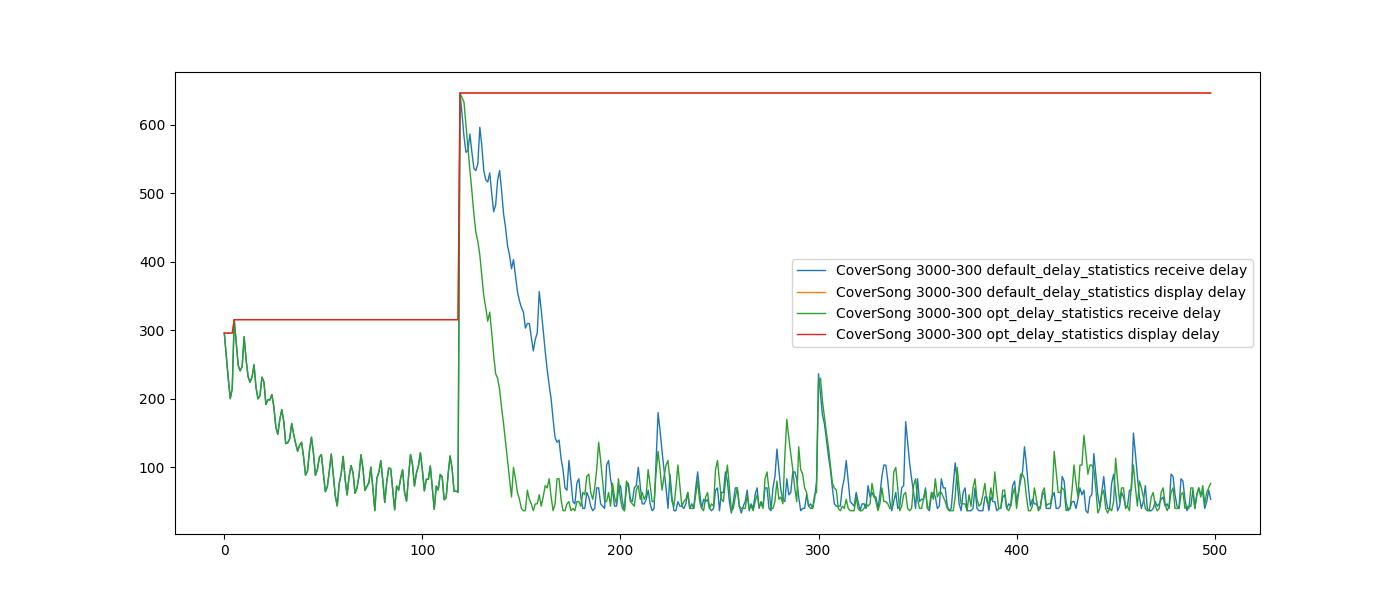 600
500
400
300
200
100
CoverSong 3000-300 default_delay_statistics receive delay
CoverSong 3000-300 default_delay_statistics display delay
CoverSong 3000-300 opt_delay_statistics receive delay
CoverSong 3000-300 opt_delay_statistics display delay
0 100 200 300 400 500